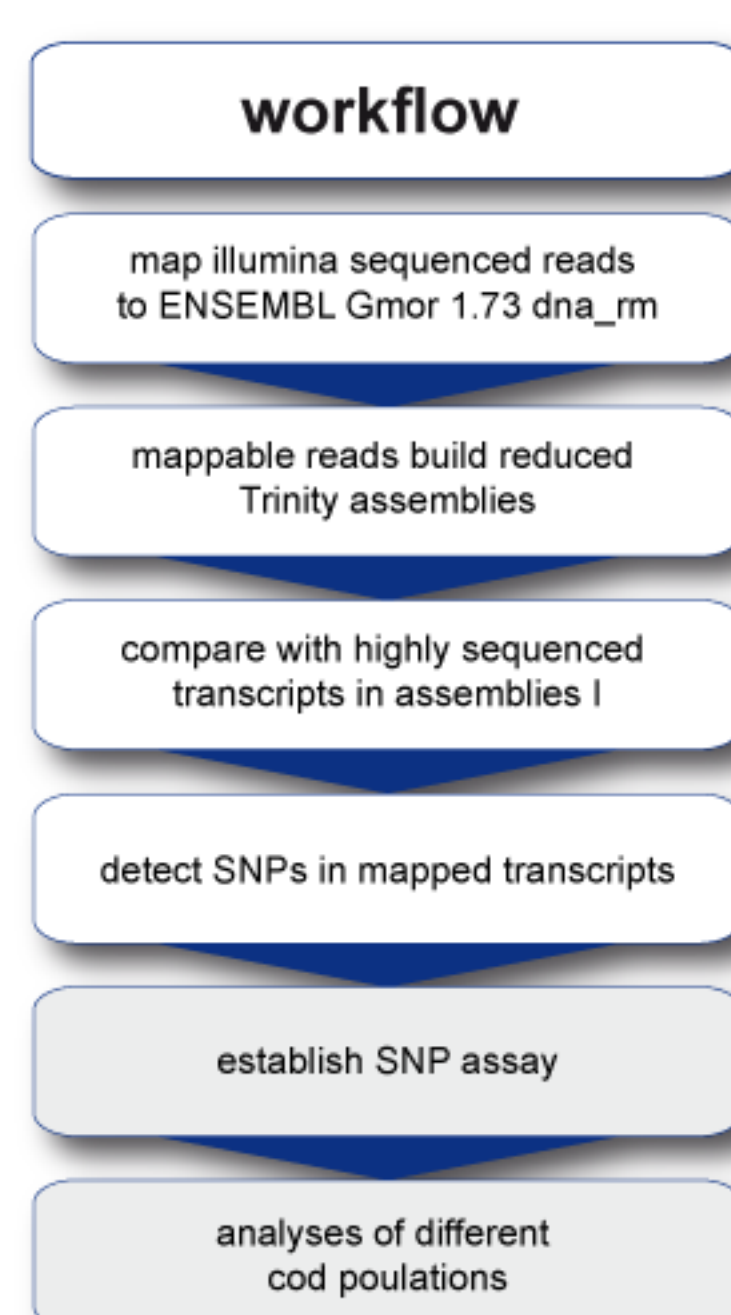 workflow
map illumina sequenced reads
to ENSEMBL Gmor 1.73 dna_rm
mappable reads build reduced
Trinity assemblies
compare with highly sequenced
transcripts in assemblies I
detect SNPs in mapped transcripts
establish SNP assay
analyses of different
cod poulations